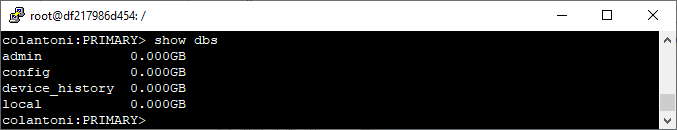 root@df217986d454: /
colantoni:PRIMARY> show dbs
admin           0.000GB
config          0.000GB
device_history  0.000GB
local           0.000GB
colantoni:PRIMARY>